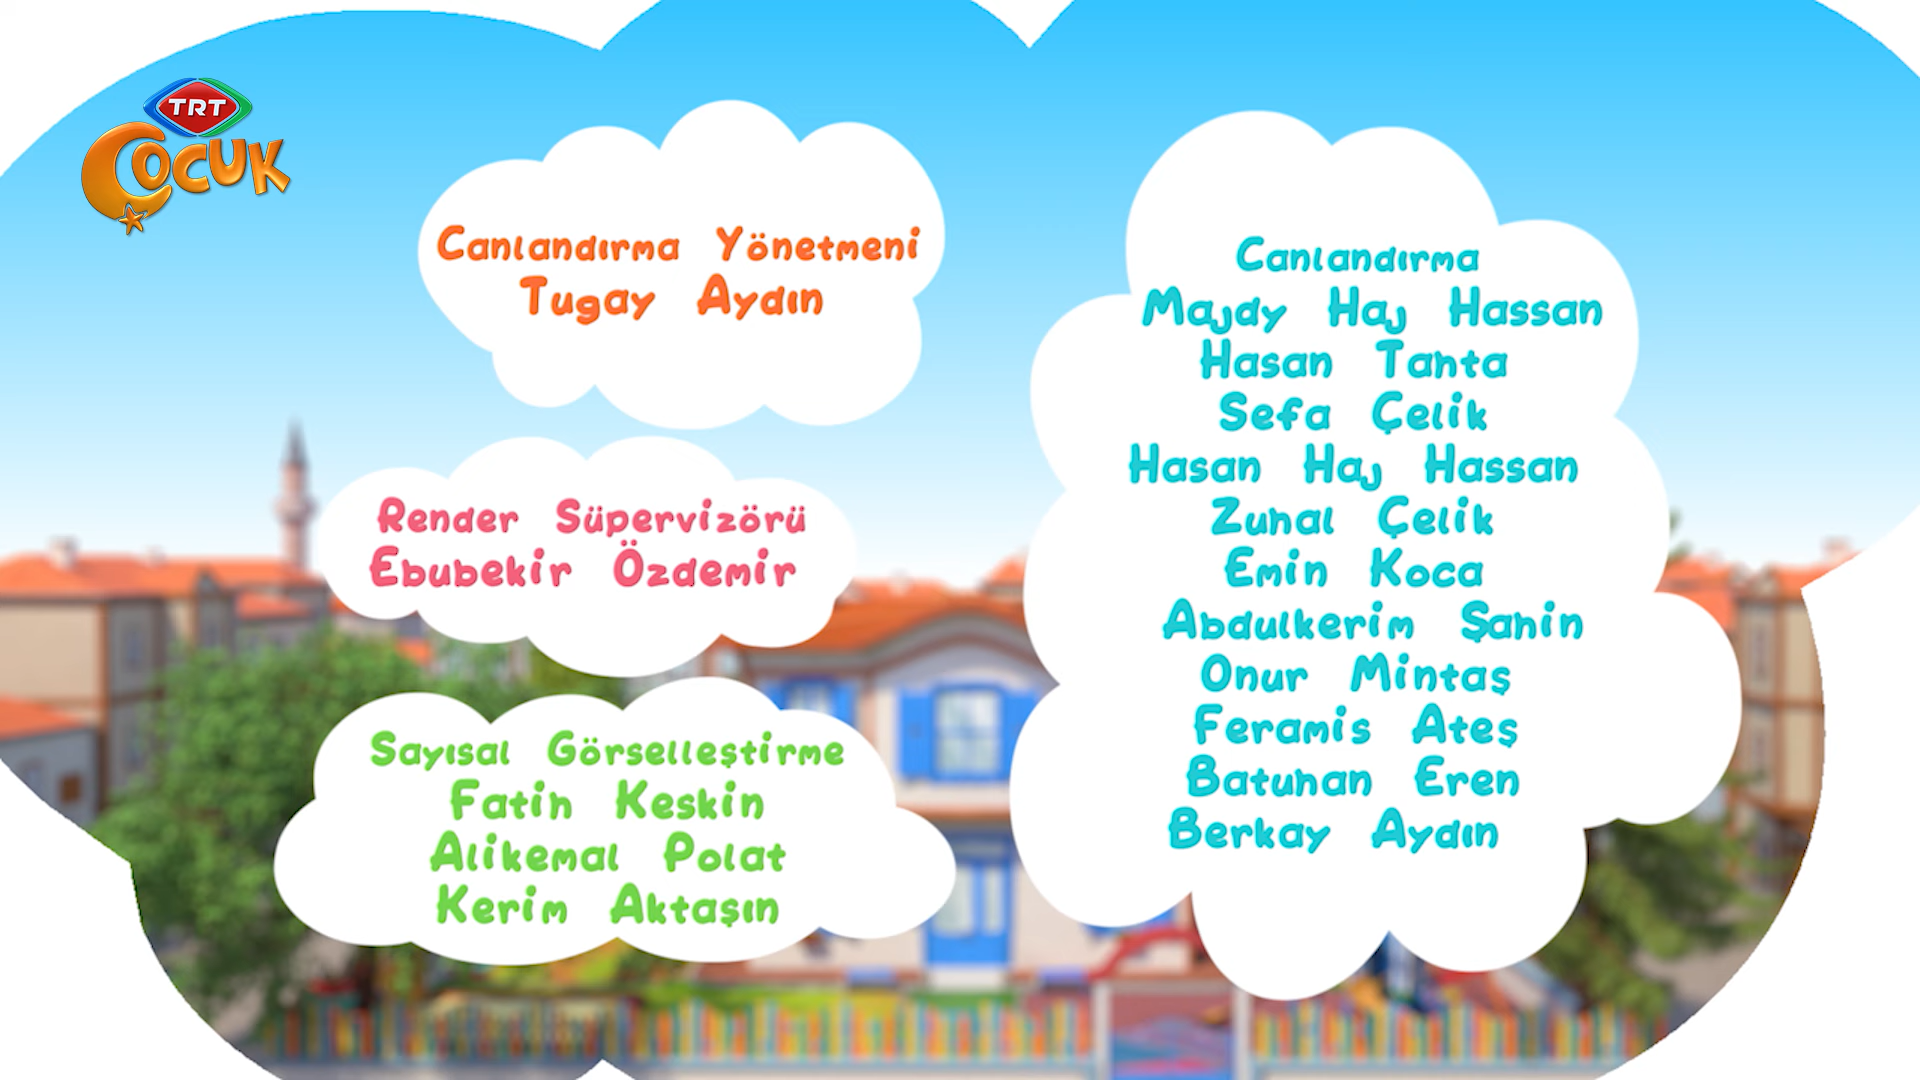 TRT
Çocuk
Canlandırma Yönetmeni
Tugay Aydın
Render Süpervizörü
Ebubekir Özdemir
Sayısal Görselleştirme
Fatih Keskin
Alikemal Polat
Kerim Aktaşın
Canlandırma
Majdy Haj Hassan
Hasan Tahta
Sefa Çelik
Hasan Haj Hassan
Zuhal Çelik
Emin Koca
Abdulkerim Şahin
Onur Mintaş
Feramis Ateş
Batuhan Eren
Berkay Aydın